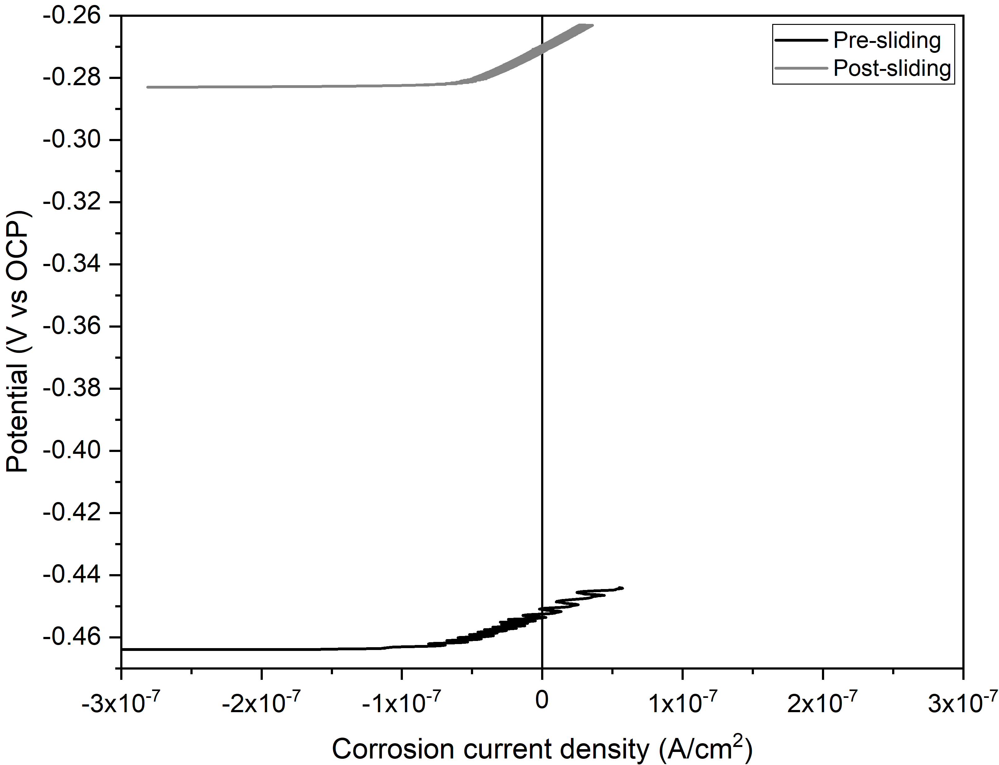 Pre-sliding
Post-sliding
Potential (V vs OCP)
-0.26
-0.28
-0.30
-0.32
-0.34
-0.36
-0.38
-0.40
-0.42
-0.44
-0.46
-3x10⁻⁷ -2x10⁻⁷ -1x10⁻⁷ 0 1x10⁻⁷ 2x10⁻⁷ 3x10⁻⁷
Corrosion current density (A/cm²)